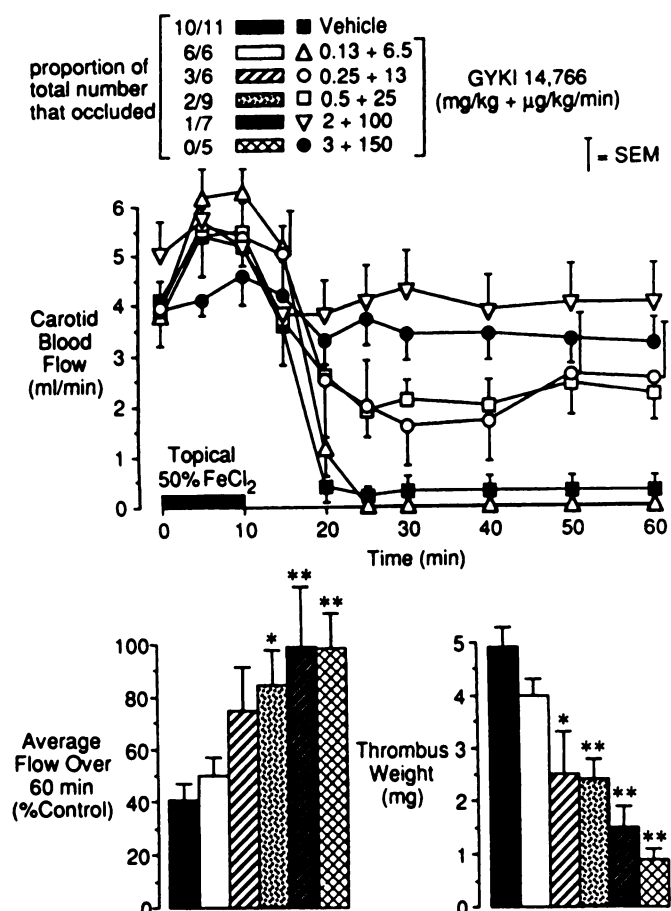 proportion of
total number
that occluded
10/11 Vehicle
6/6 0.13 + 6.5
3/6 0.25 + 13
2/9 0.5 + 25
1/7 2 + 100
0/5 3 + 150
GYKI 14,766
(mg/kg + µg/kg/min)
= SEM
6
5
4
3
2
1
0
Carotid
Blood
Flow
(ml/min)
Topical
50% FeCl2
0 10 20 30 40 50 60
Time (min)
100
80
60
40
20
0
Average
Flow Over
60 min
(%Control)
* ** **
5
4
3
2
1
0
Thrombus
Weight
(mg)
* ** ** **